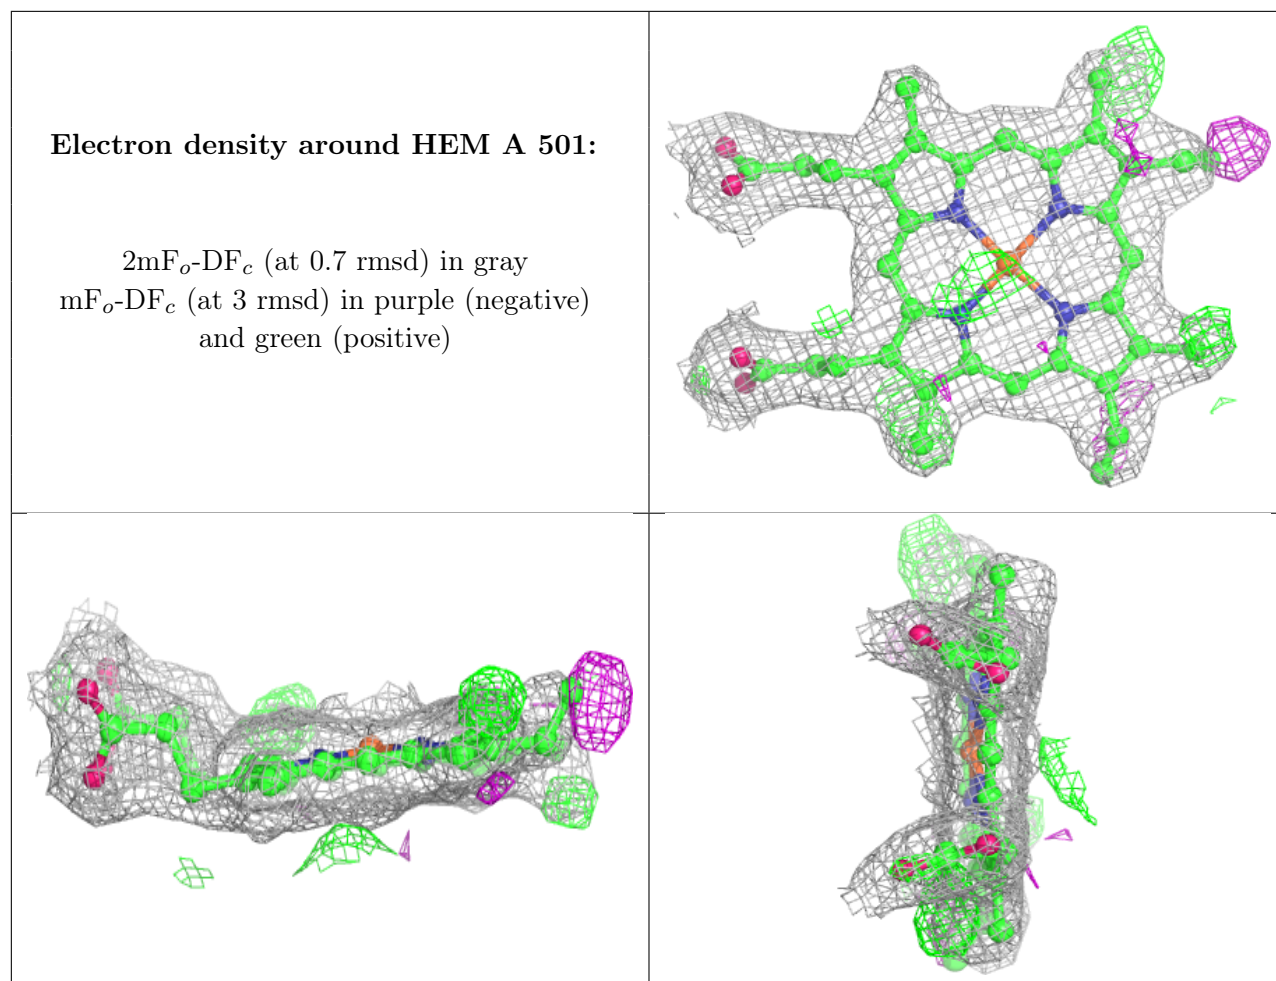 Electron density around HEM A 501:
2mFo-DFc (at 0.7 rmsd) in gray
mFo-DFc (at 3 rmsd) in purple (negative)
and green (positive)